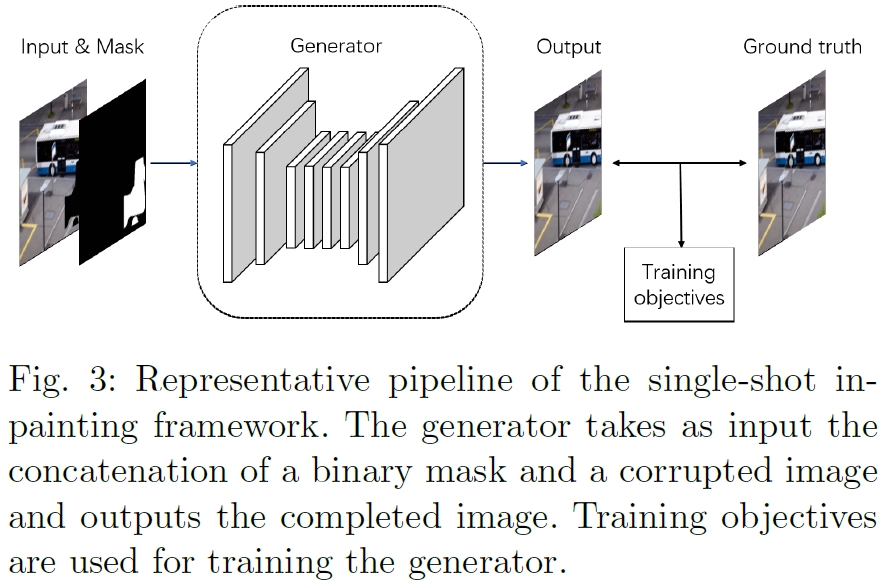 Input & Mask
Generator
Output
Ground truth
Training
objectives
Fig. 3: Representative pipeline of the single-shot in-
painting framework. The generator takes as input the
concatenation of a binary mask and a corrupted image
and outputs the completed image. Training objectives
are used for training the generator.